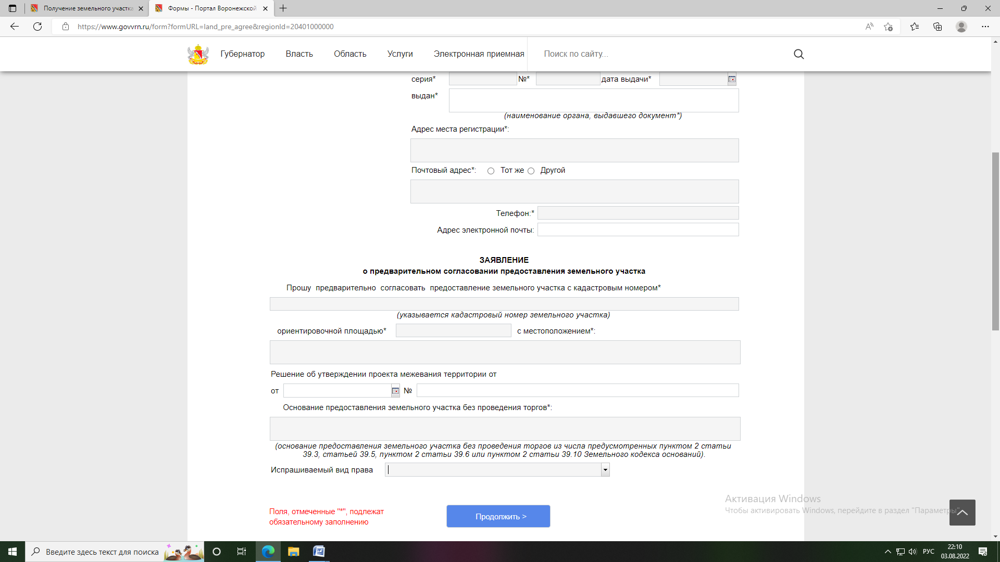 Получение земельного участка
Формы - Портал Воронежской
https://www.govvrn.ru/form?formURL=land_pre_agree&regionId=20401000000
Губернатор Власть Область Услуги Электронная приемная Поиск по сайту...
серия* №* дата выдачи*
выдан*
(наименование органа, выдавшего документ*)
Адрес места регистрации*:
Почтовый адрес*: Тот же Другой
Телефон:*
Адрес электронной почты:
ЗАЯВЛЕНИЕ
о предварительном согласовании предоставления земельного участка
Прошу предварительно согласовать предоставление земельного участка с кадастровым номером*
(указывается кадастровый номер земельного участка)
ориентировочной площадью* с местоположением*:
Решение об утверждении проекта межевания территории от
от №
Основание предоставления земельного участка без проведения торгов*:
(основание предоставления земельного участка без проведения торгов из числа предусмотренных пунктом 2 статьи
39.3, статьей 39.5, пунктом 2 статьи 39.6 или пунктом 2 статьи 39.10 Земельного кодекса оснований).
Испрашиваемый вид права
Поля, отмеченные "*", подлежат
обязательному заполнению
Продолжить >
Активация Windows
Чтобы активировать Windows, перейдите в раздел "Параметры".
Введите здесь текст для поиска
РУС
22:10
03.08.2022